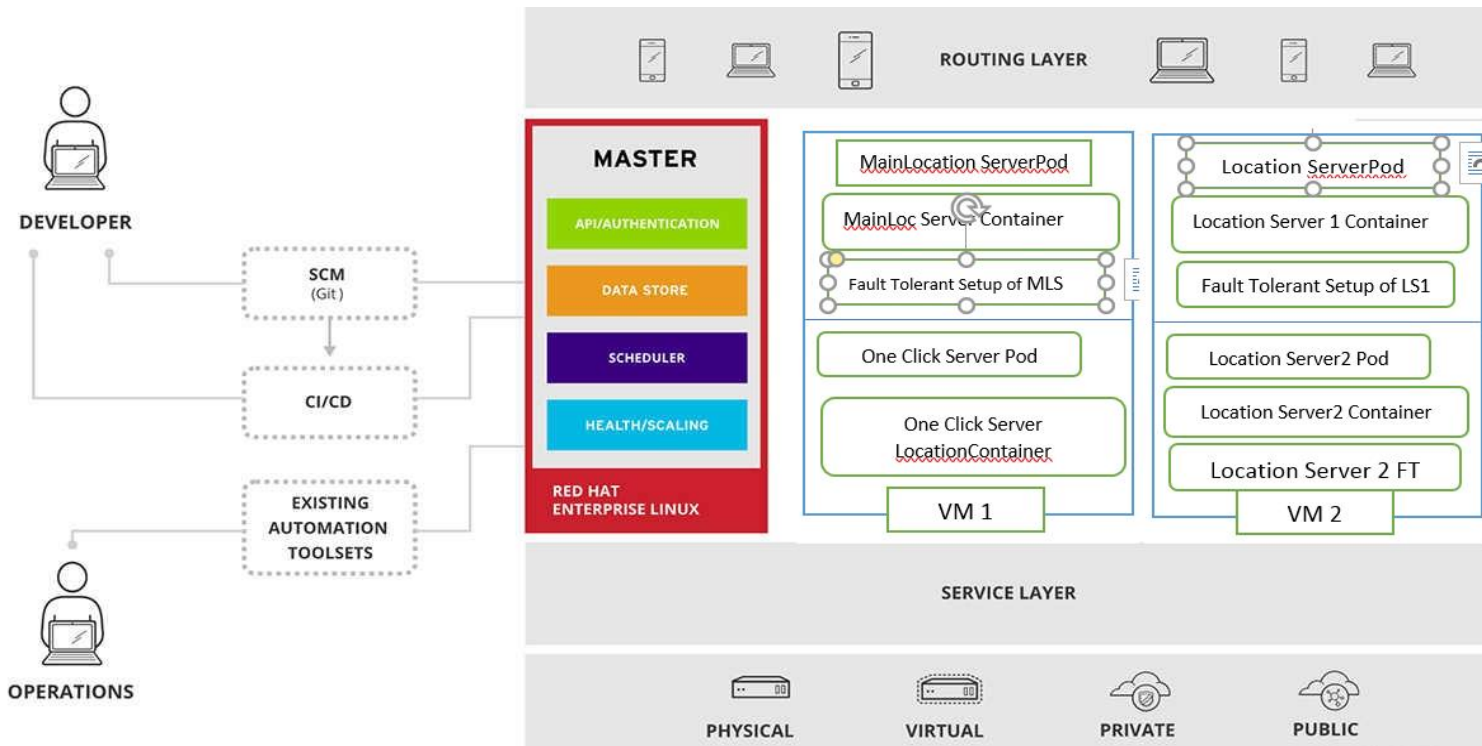 ROUTING LAYER
DEVELOPER
SCM
(Git)
CI/CD
EXISTING
AUTOMATION
TOOLSETS
OPERATIONS
MASTER
API/AUTHENTICATION
DATA STORE
SCHEDULER
HEALTH/SCALING
RED HAT
ENTERPRISE LINUX
MainLocation ServerPod
MainLoc Server Container
Fault Tolerant Setup of MLS
One Click Server Pod
One Click Server
LocationContainer
VM 1
Location ServerPod
Location Server 1 Container
Fault Tolerant Setup of LS1
Location Server2 Pod
Location Server2 Container
Location Server 2 FT
VM 2
SERVICE LAYER
PHYSICAL
VIRTUAL
PRIVATE
PUBLIC